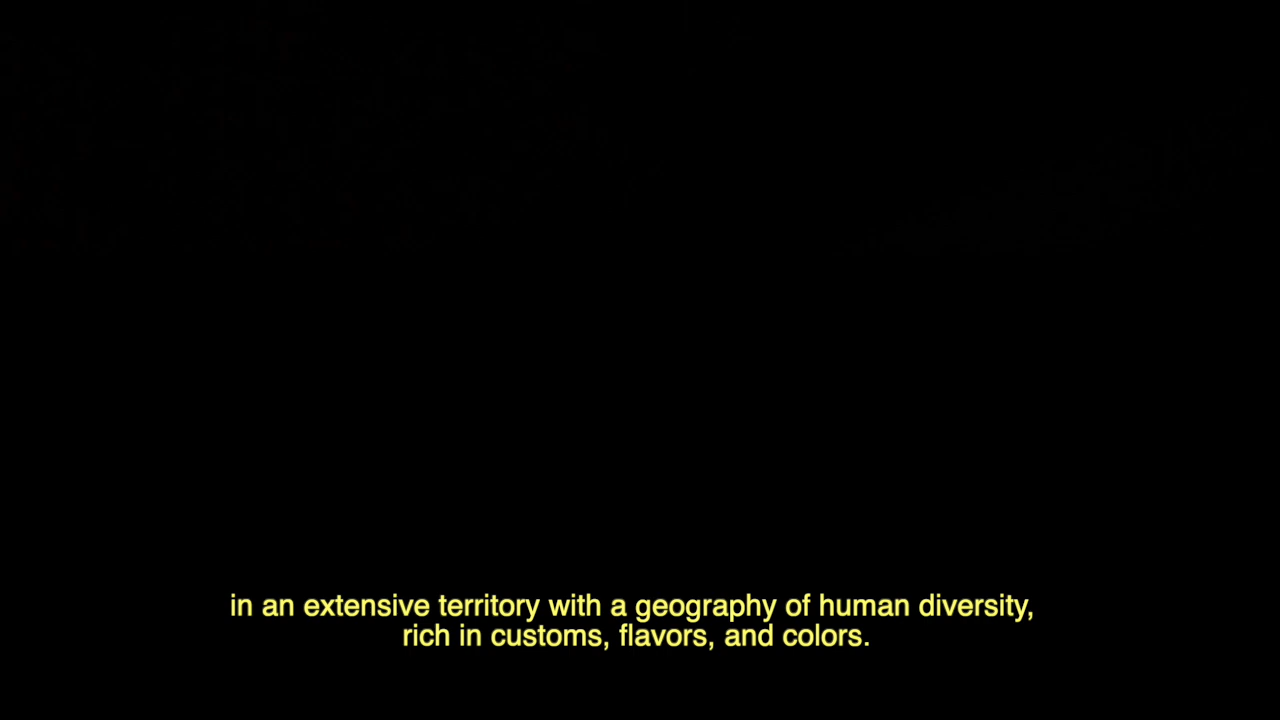 in an extensive territory with a geography of human diversity,
rich in customs, flavors, and colors.